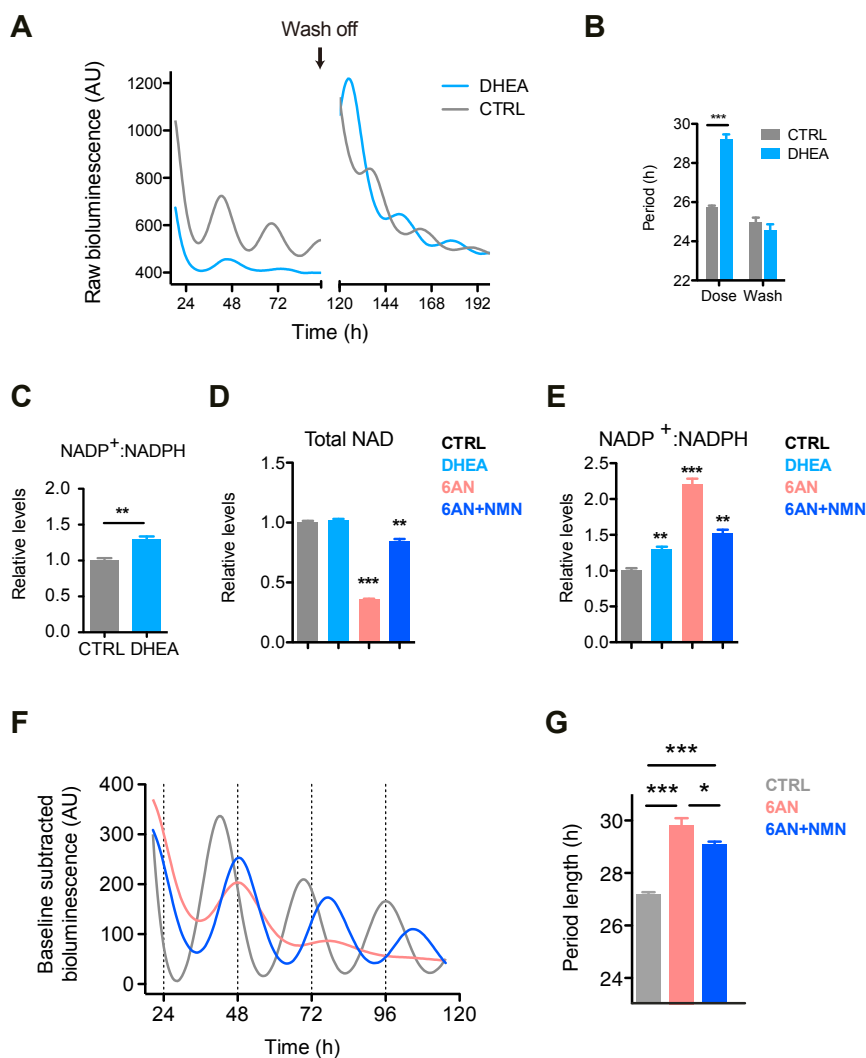 A
Wash off
Raw bioluminescence (AU)
1200
1000
800
600
400
DHEA
CTRL
24 48 72 120 144 168 192
Time (h)
B
Period (h)
30
28
26
24
22
***
CTRL
DHEA
Dose Wash
C
NADP+:NADPH
Relative levels
2.0
1.5
1.0
0.5
0.0
**
CTRL DHEA
D
Total NAD
Relative levels
1.5
1.0
0.5
0.0
***
**
CTRL
DHEA
6AN
6AN+NMN
E
NADP +:NADPH
Relative levels
2.5
2.0
1.5
1.0
0.5
0.0
**
***
**
CTRL
DHEA
6AN
6AN+NMN
F
Baseline subtracted
bioluminescence (AU)
400
300
200
100
0
24 48 72 96 120
Time (h)
G
Period length (h)
30
28
26
24
***
*** *
CTRL
6AN
6AN+NMN